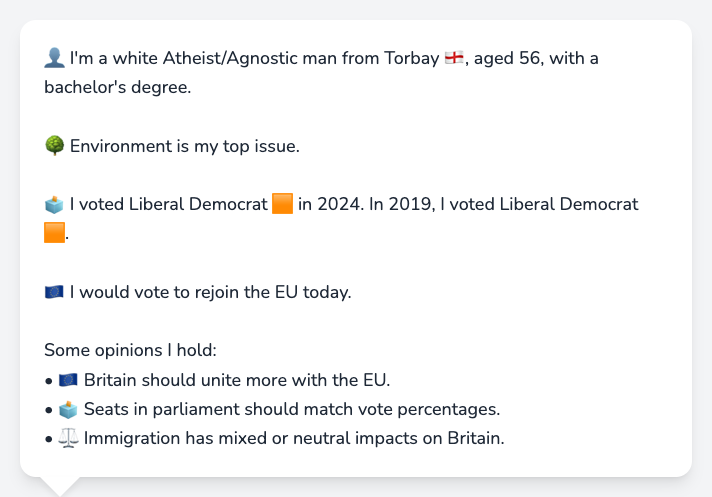 👤 I'm a white Atheist/Agnostic man from Torbay 🏴󠁧󠁢󠁥󠁮󠁧󠁿, aged 56, with a
bachelor's degree.
🌳 Environment is my top issue.
🗳️ I voted Liberal Democrat 🟧 in 2024. In 2019, I voted Liberal Democrat
🟧.
🇪🇺 I would vote to rejoin the EU today.
Some opinions I hold:
• 🇪🇺 Britain should unite more with the EU.
• 🗳️ Seats in parliament should match vote percentages.
• ⚖️ Immigration has mixed or neutral impacts on Britain.